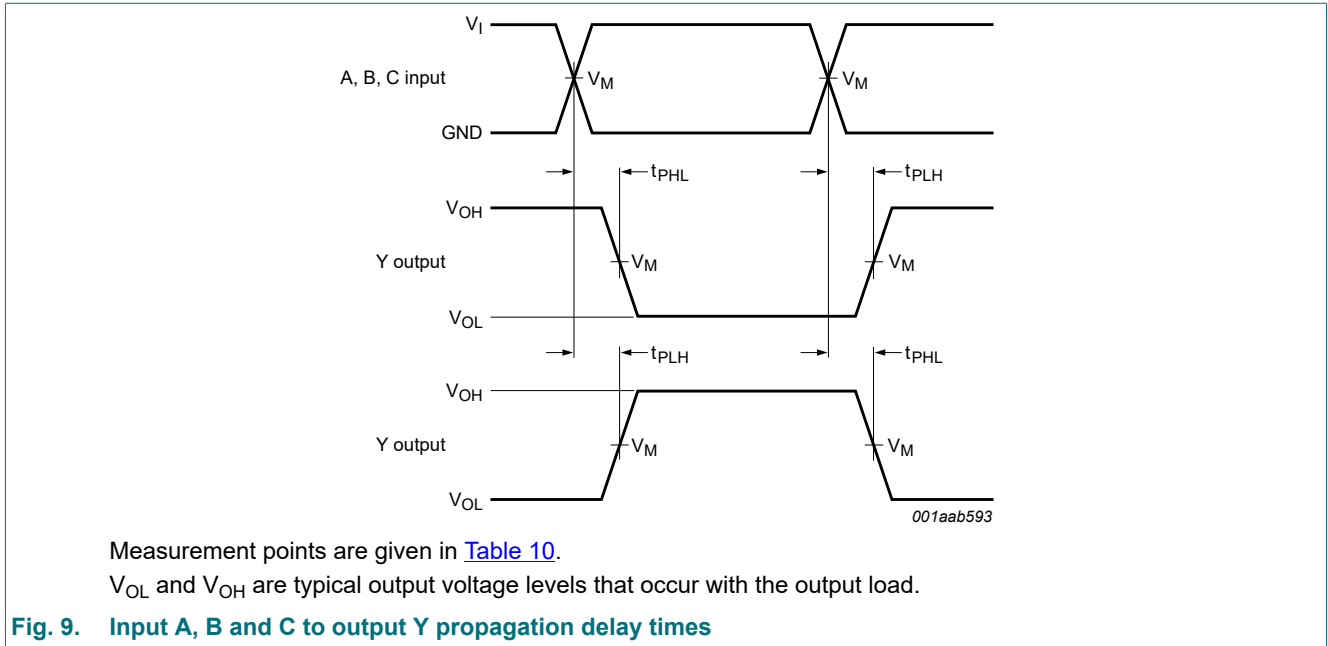 VI
A, B, C input
VM
VM
GND
tPHL
tPLH
VOH
Y output
VM
VM
VOL
tPLH
tPHL
VOH
Y output
VM
VM
VOL
001aab593
Measurement points are given in Table 10.
VOL and VOH are typical output voltage levels that occur with the output load.
Fig. 9. Input A, B and C to output Y propagation delay times